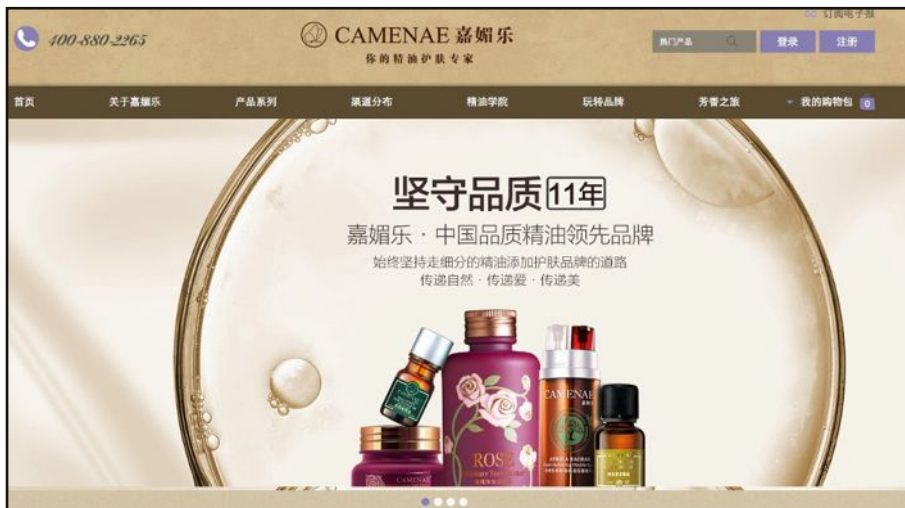 订阅电子报
400-880-2265
CAMENAE 嘉媚乐
你的精油护肤专家
热门产品
登录
注册
首页
关于嘉媚乐
产品系列
渠道分布
精油学院
玩转品牌
芳香之旅
我的购物包 0
坚守品质11年
嘉媚乐·中国品质精油领先品牌
始终坚持走细分的精油添加护肤品牌的道路
传递自然·传递爱·传递美
CAMENAE
ROSE
CAMENAE
AFRICA BAOBAB